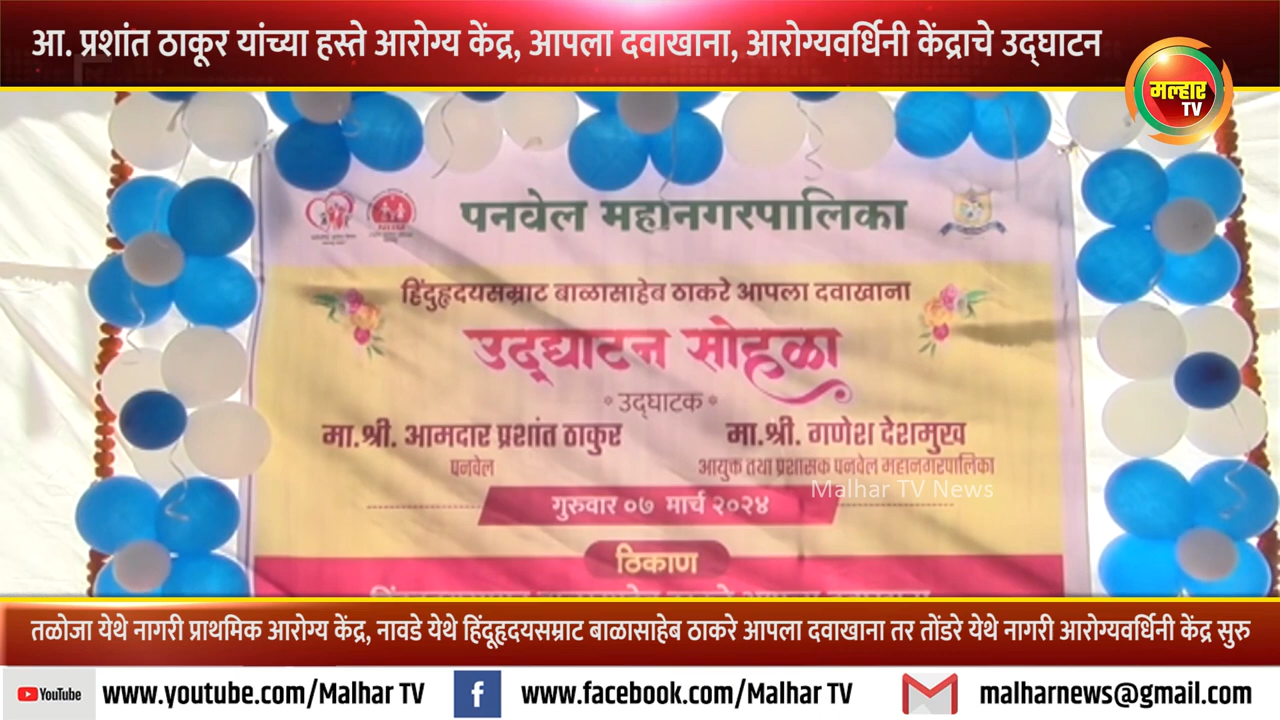 आ. प्रशांत ठाकूर यांच्या हस्ते आरोग्य केंद्र, आपला दवाखाना, आरोग्यवर्धिनी केंद्राचे उद्घाटन
मल्हार
TV
पनवेल महानगरपालिका
हिंदुहृदयसम्राट बाळासाहेब ठाकरे आपला दवाखाना
उद्घाटन सोहळा
* उद्घाटक *
मा.श्री. आमदार प्रशांत ठाकुर
पनवेल
मा.श्री. गणेश देशमुख
आयुक्त तथा प्रशासक पनवेल महानगरपालिका
Malhar TV News
गुरुवार ०७ मार्च २०२४
ठिकाण
तळोजा येथे नागरी प्राथमिक आरोग्य केंद्र, नावडे येथे हिंदूहृदयसम्राट बाळासाहेब ठाकरे आपला दवाखाना तर तोंडरे येथे नागरी आरोग्यवर्धिनी केंद्र सुरु
YouTube www.youtube.com/Malhar TV www.facebook.com/Malhar TV malharnews@gmail.com